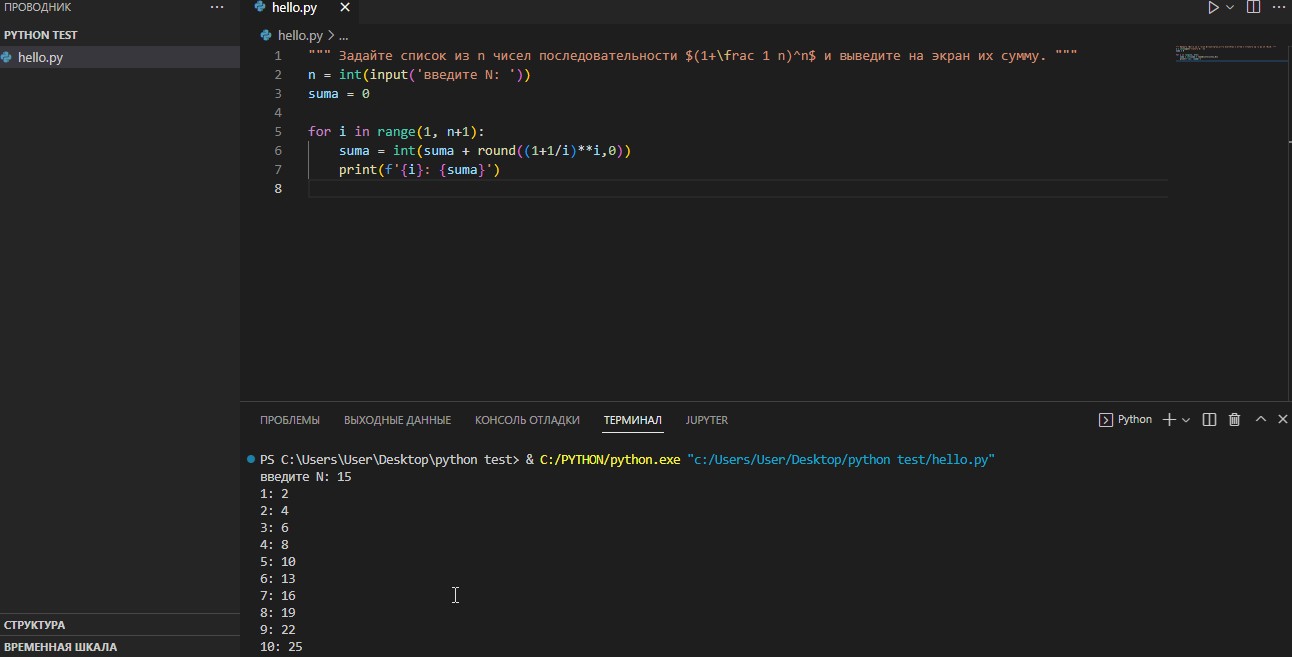 ПРОВОДНИК
PYTHON TEST
hello.py
СТРУКТУРА
ВРЕМЕННАЯ ШКАЛА
hello.py
hello.py > ...
1 """ Задайте список из n чисел последовательности $(1+\frac 1 n)^n$ и выведите на экран их сумму. """
2 n = int(input('введите N: '))
3 suma = 0
4
5 for i in range(1, n+1):
6 suma = int(suma + round((1+1/i)**i,0))
7 print(f'{i}: {suma}')
8
ПРОБЛЕМЫ ВЫХОДНЫЕ ДАННЫЕ КОНСОЛЬ ОТЛАДКИ ТЕРМИНАЛ JUPYTER Python
PS C:\Users\User\Desktop\python test> & C:/PYTHON/python.exe "c:/Users/User/Desktop/python test/hello.py"
введите N: 15
1: 2
2: 4
3: 6
4: 8
5: 10
6: 13
7: 16
8: 19
9: 22
10: 25